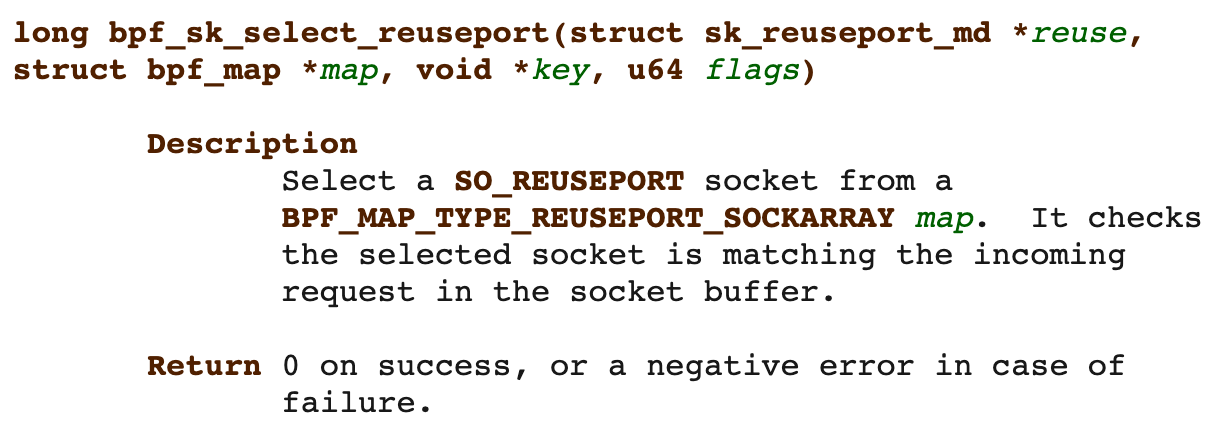 long bpf_sk_select_reuseport(struct sk_reuseport_md *reuse,
struct bpf_map *map, void *key, u64 flags)
Description
Select a SO_REUSEPORT socket from a
BPF_MAP_TYPE_REUSEPORT_SOCKARRAY map.  It checks
the selected socket is matching the incoming
request in the socket buffer.
Return 0 on success, or a negative error in case of
failure.